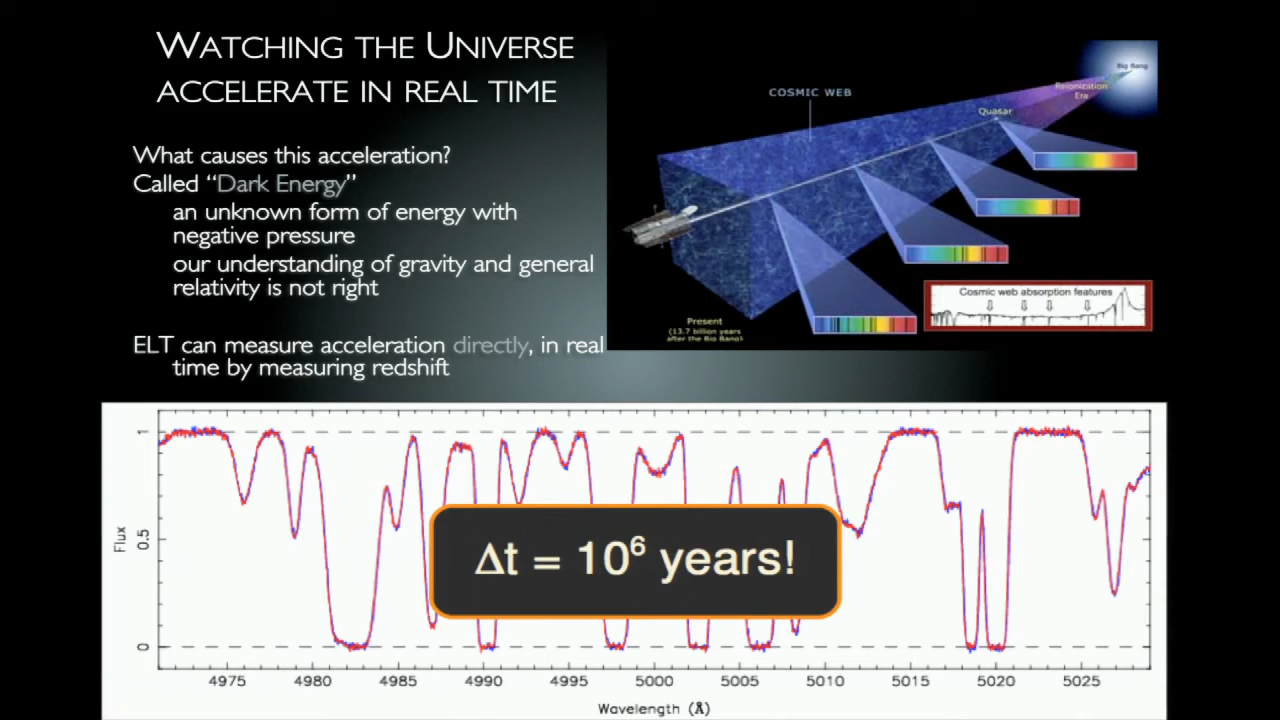 WATCHING THE UNIVERSE
ACCELERATE IN REAL TIME
What causes this acceleration?
Called “Dark Energy”
an unknown form of energy with
negative pressure
our understanding of gravity and general
relativity is not right
ELT can measure acceleration directly, in real
time by measuring redshift
COSMIC WEB
Big Bang
Reionization
Era
Quasar
Cosmic web absorption features
Present
(13.7 billion years
after the Big Bang)
Flux
1
0.5
0
Δt = 10⁶ years!
4975 4980 4985 4990 4995 5000 5005 5010 5015 5020 5025
Wavelength (Å)